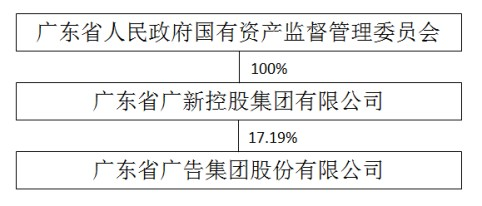 广东省人民政府国有资产监督管理委员会
100%
广东省广新控股集团有限公司
17.19%
广东省广告集团股份有限公司